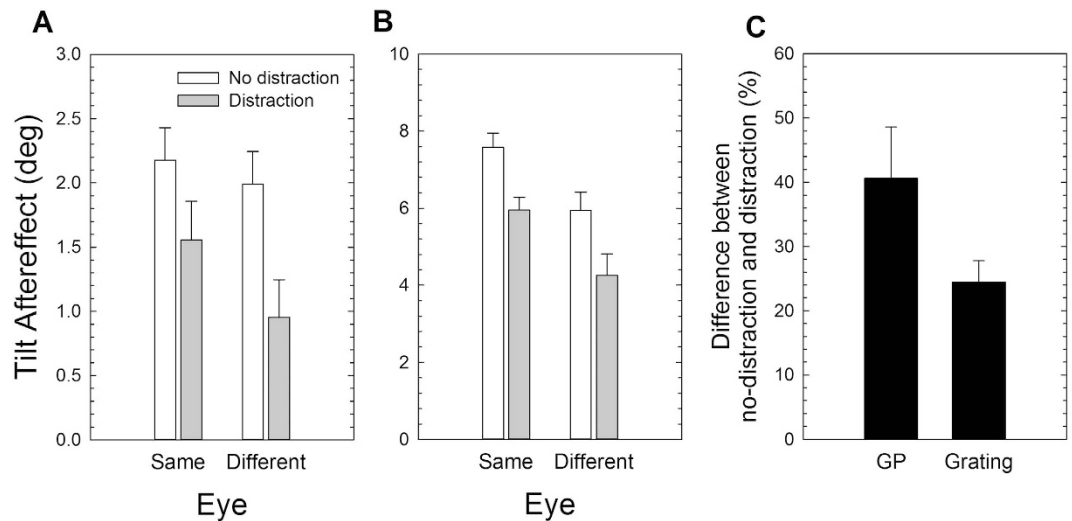 A
Tilt Aftereffect (deg)
3.0
2.5
2.0
1.5
1.0
0.5
0.0
No distraction
Distraction
Same Different
Eye
B
10
8
6
4
2
0
Same Different
Eye
C
Difference between
no-distraction and distraction (%)
60
50
40
30
20
10
0
GP Grating